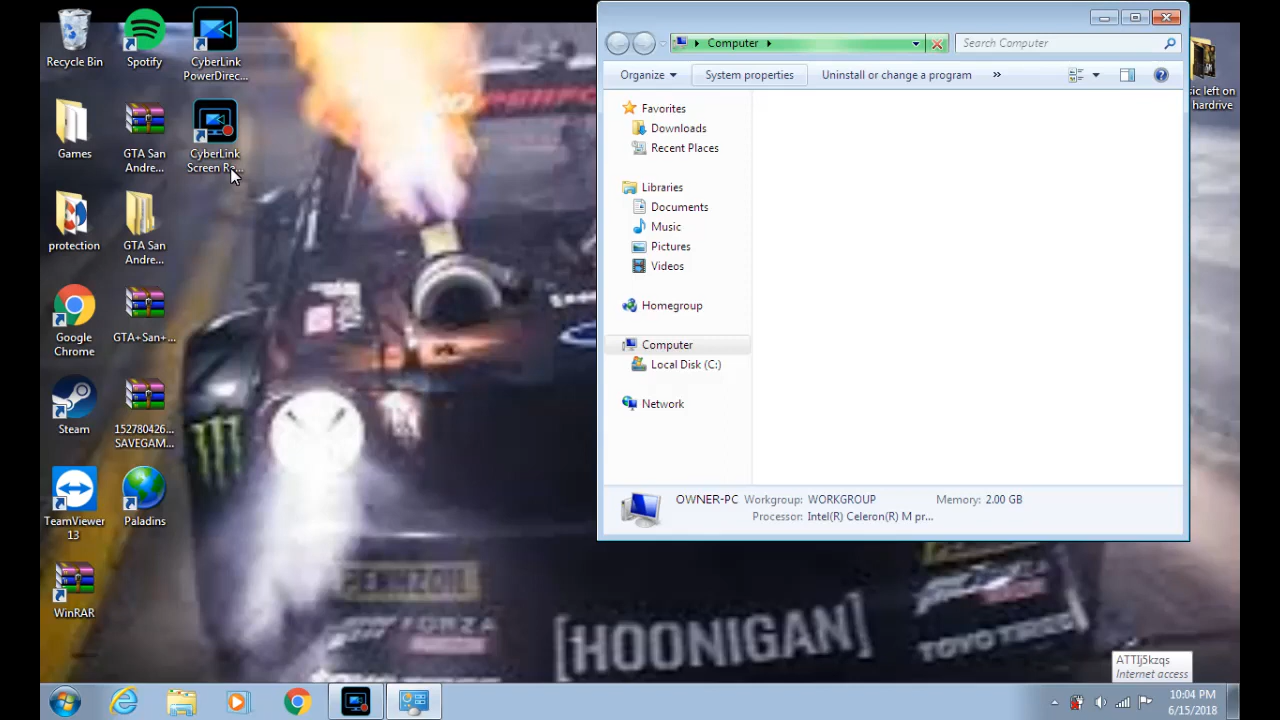 Recycle Bin
Spotify
CyberLink
PowerDirec...
Games
GTA San
Andre...
CyberLink
Screen Re...
protection
GTA San
Andre...
Google
Chrome
GTA+San+...
Steam
152780426...
SAVEGAM...
TeamViewer
13
Paladins
WinRAR
Computer
Search Computer
Organize
System properties
Uninstall or change a program
»
Favorites
Downloads
Recent Places
Libraries
Documents
Music
Pictures
Videos
Homegroup
Computer
Local Disk (C:)
Network
OWNER-PC
Workgroup: WORKGROUP
Memory: 2.00 GB
Processor: Intel(R) Celeron(R) M pr...
sic left on
hardrive
PENNZOIL
FORZA
[HOONIGAN]
TOYO TIRES
ATTIj5kzqs
Internet access
10:04 PM
6/15/2018